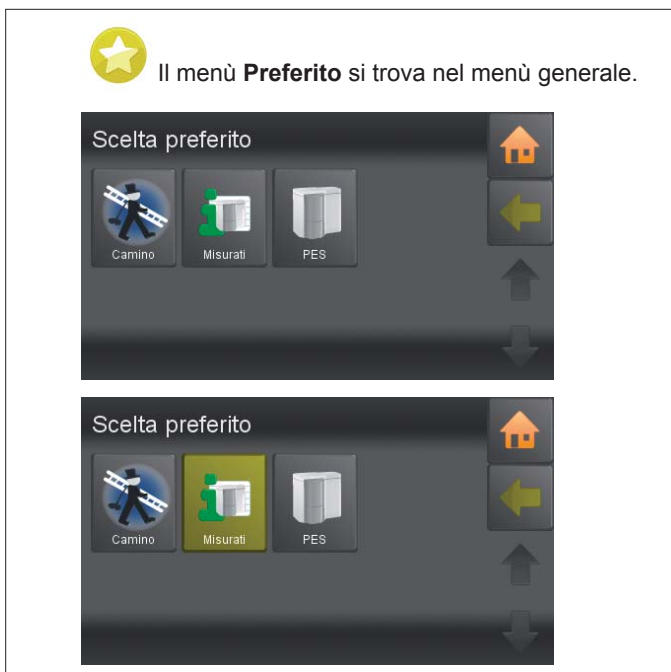 Il menù Preferito si trova nel menù generale.
Scelta preferito
Camino Misurati PES
Scelta preferito
Camino Misurati PES